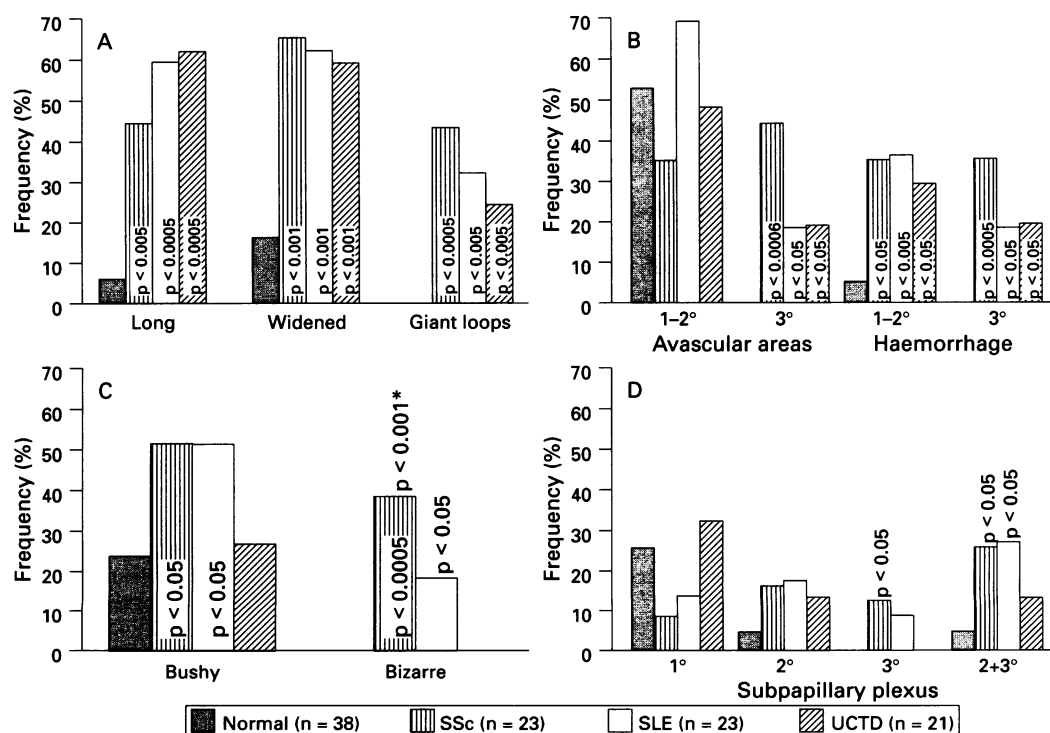 A
Frequency (%)
70
60
50
40
30
20
10
0
p < 0.005
p < 0.0005
p < 0.0005
p < 0.001
p < 0.001
p < 0.001
p < 0.0005
p < 0.005
p < 0.005
Long Widened Giant loops
B
Frequency (%)
70
60
50
40
30
20
10
0
p < 0.0006
p < 0.05
p < 0.05
p < 0.05
p < 0.005
p < 0.05
p < 0.0005
p < 0.05
p < 0.05
1–2° 3° 1–2° 3°
Avascular areas Haemorrhage
C
Frequency (%)
70
60
50
40
30
20
10
0
p < 0.05
p < 0.05
p < 0.001*
p < 0.0005
p < 0.05
Bushy Bizarre
D
Frequency (%)
70
60
50
40
30
20
10
0
p < 0.05
p < 0.05
p < 0.05
1° 2° 3° 2+3°
Subpapillary plexus
Normal (n = 38) SSc (n = 23) SLE (n = 23) UCTD (n = 21)